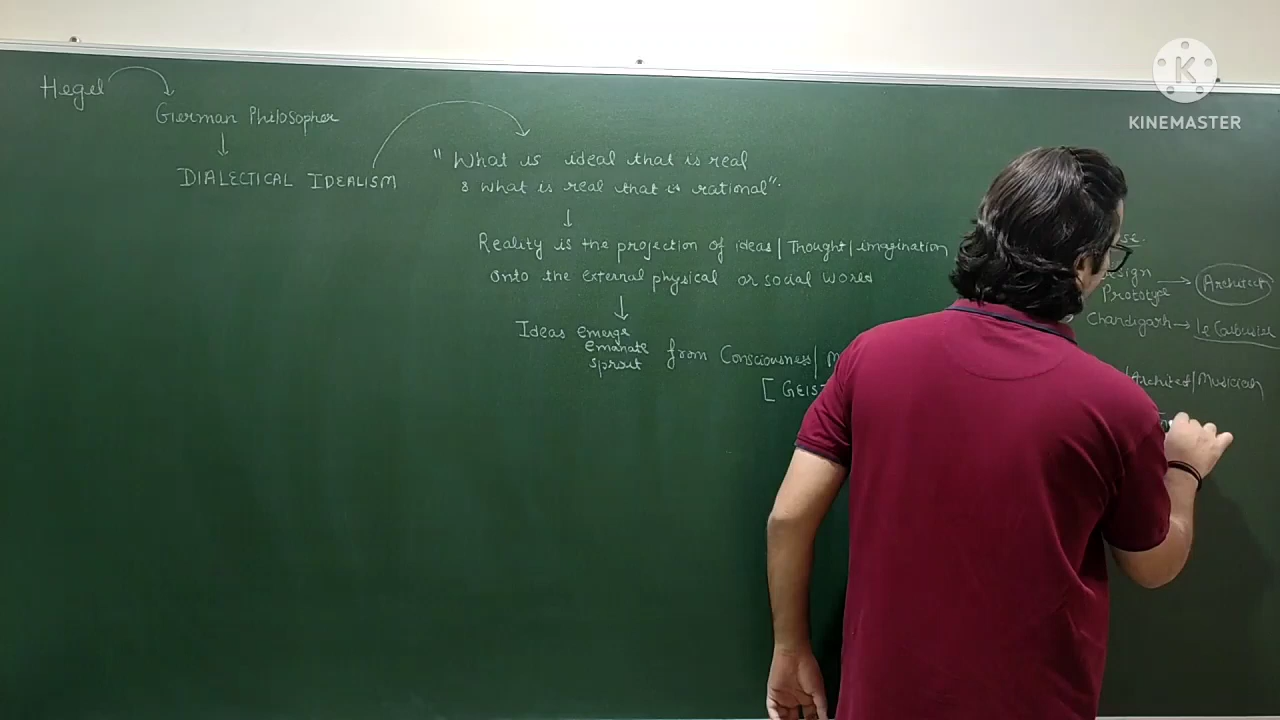 Hegel
German Philosopher
DIALECTICAL IDEALISM
"What is ideal that is real
& what is real that is rational".
Reality is the projection of ideas/Thought/imagination
onto the external physical or social world
Ideas emerge
emanate
sprout
from Consciousness/
[GEIS
Prototype
Architect
Chandigarh → Le Corbusier
/Architect/Musician
KINEMASTER